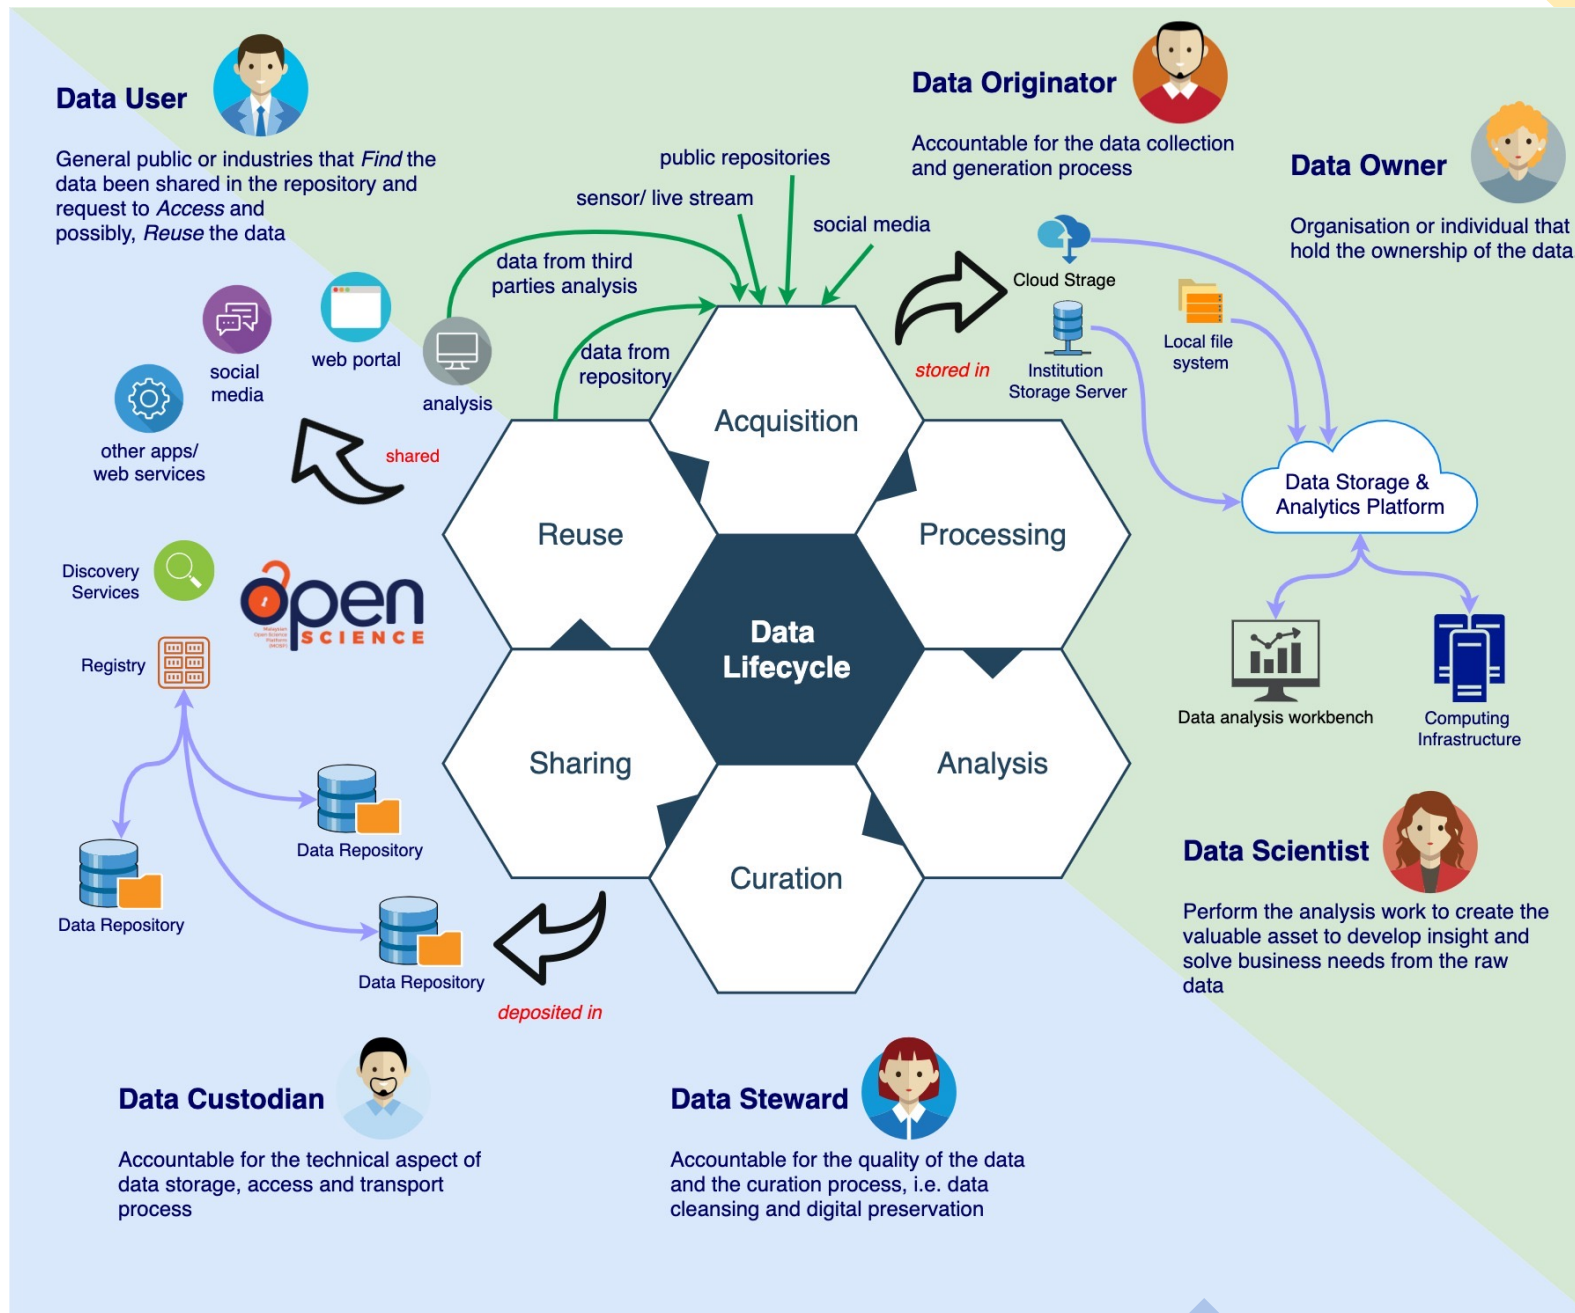 Data User
General public or industries that Find the
data been shared in the repository and
request to Access and
possibly, Reuse the data
Data Originator
Accountable for the data collection
and generation process
Data Owner
Organisation or individual that
hold the ownership of the data
public repositories
sensor/ live stream
social media
data from third
parties analysis
data from
repository
stored in
Cloud Strage
Institution
Storage Server
Local file
system
Data Storage &
Analytics Platform
Data analysis workbench
Computing
Infrastructure
web portal
social
media
analysis
other apps/
web services
shared
Discovery
Services
Registry
Open
SCIENCE
Malaysian
Open Science
Platform
(MOSP)
Acquisition
Processing
Analysis
Curation
Sharing
Reuse
Data
Lifecycle
Data Repository
Data Repository
Data Repository
deposited in
Data Scientist
Perform the analysis work to create the
valuable asset to develop insight and
solve business needs from the raw
data
Data Custodian
Accountable for the technical aspect of
data storage, access and transport
process
Data Steward
Accountable for the quality of the data
and the curation process, i.e. data
cleansing and digital preservation